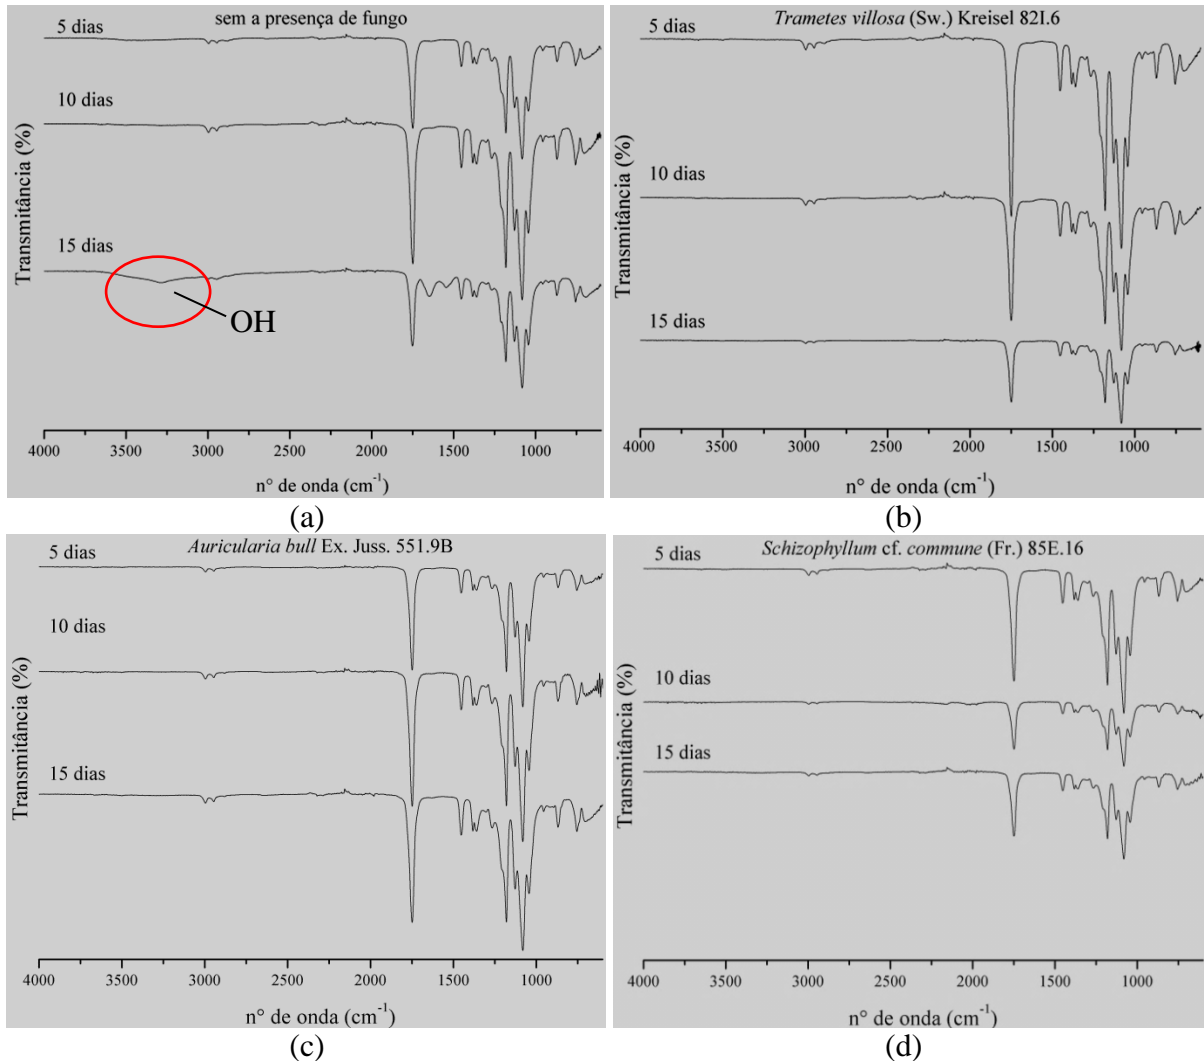 sem a presença de fungo
5 dias
10 dias
15 dias
OH
Transmitância (%)
4000 3500 3000 2500 2000 1500 1000
n° de onda (cm⁻¹)
(a)
Trametes villosa (Sw.) Kreisel 82I.6
5 dias
10 dias
15 dias
Transmitância (%)
4000 3500 3000 2500 2000 1500 1000
n° de onda (cm⁻¹)
(b)
Auricularia bull Ex. Juss. 551.9B
5 dias
10 dias
15 dias
Transmitância (%)
4000 3500 3000 2500 2000 1500 1000
n° de onda (cm⁻¹)
(c)
Schizophyllum cf. commune (Fr.) 85E.16
5 dias
10 dias
15 dias
Transmitância (%)
4000 3500 3000 2500 2000 1500 1000
n° de onda (cm⁻¹)
(d)